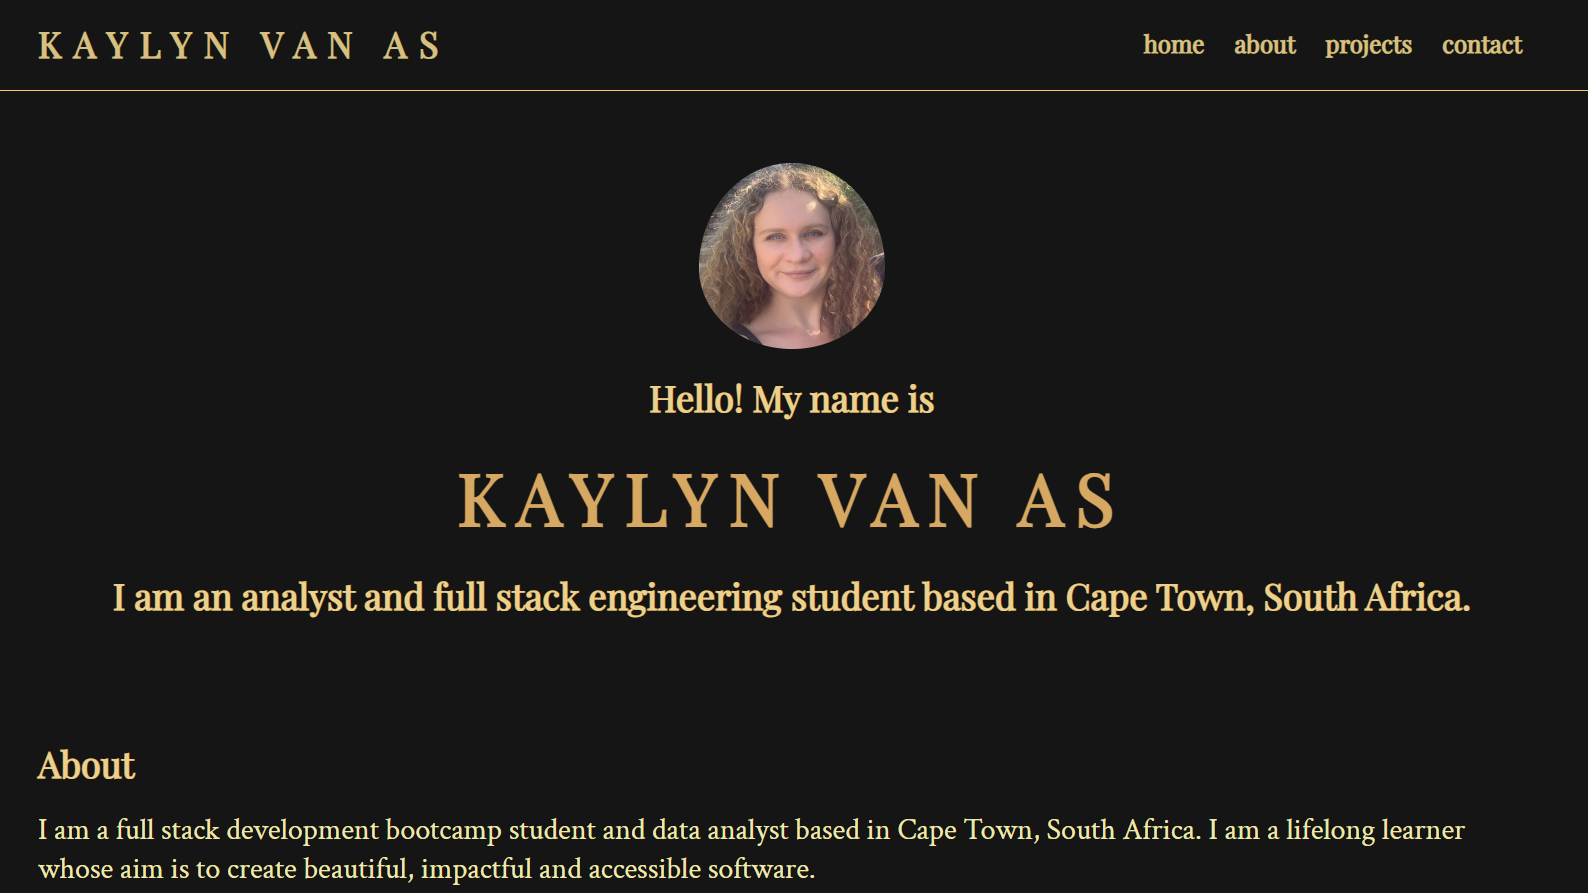 KAYLYN VAN AS
home about projects contact
Hello! My name is
KAYLYN VAN AS
I am an analyst and full stack engineering student based in Cape Town, South Africa.
About
I am a full stack development bootcamp student and data analyst based in Cape Town, South Africa. I am a lifelong learner
whose aim is to create beautiful, impactful and accessible software.